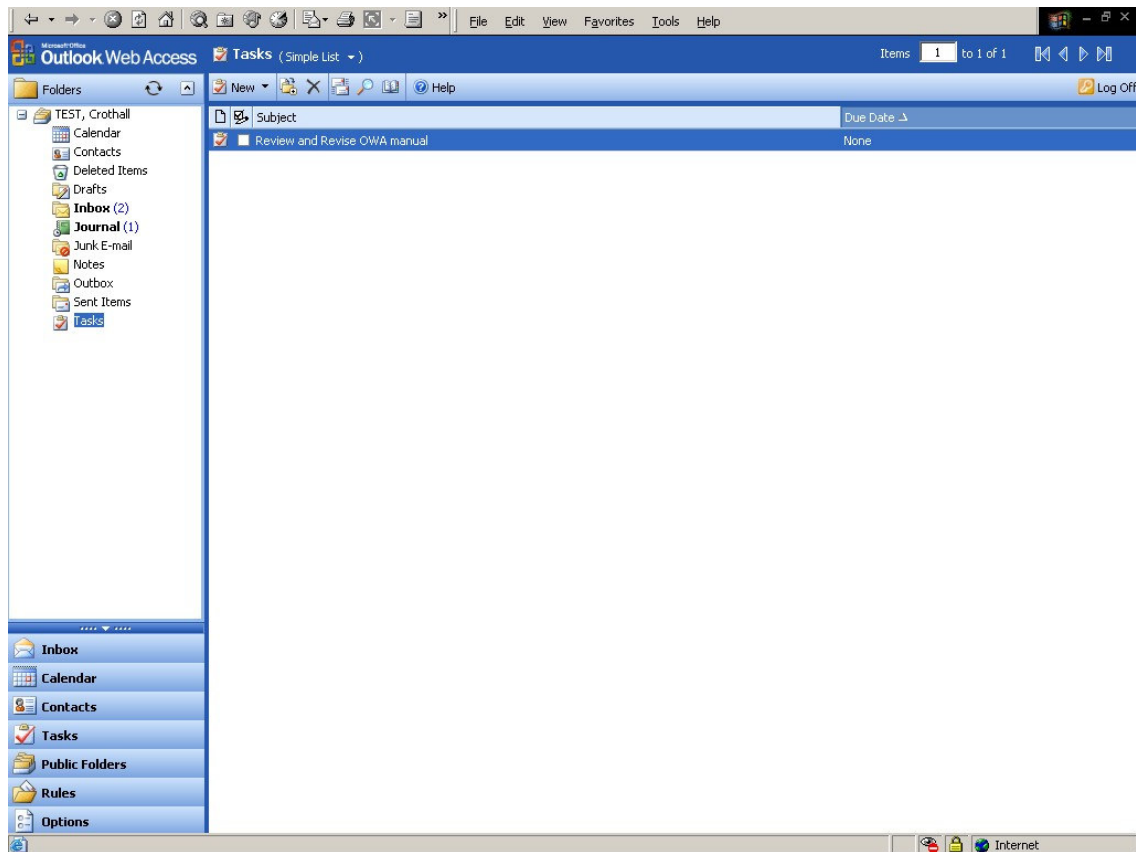 » File Edit View Favorites Tools Help
Microsoft Office
Outlook Web Access
Tasks (Simple List)
Items 1 to 1 of 1
Folders
New
Help
Log Off
TEST, Crothall
Subject
Due Date
Calendar
Review and Revise OWA manual
None
Contacts
Deleted Items
Drafts
Inbox (2)
Journal (1)
Junk E-mail
Notes
Outbox
Sent Items
Tasks
Inbox
Calendar
Contacts
Tasks
Public Folders
Rules
Options
Internet